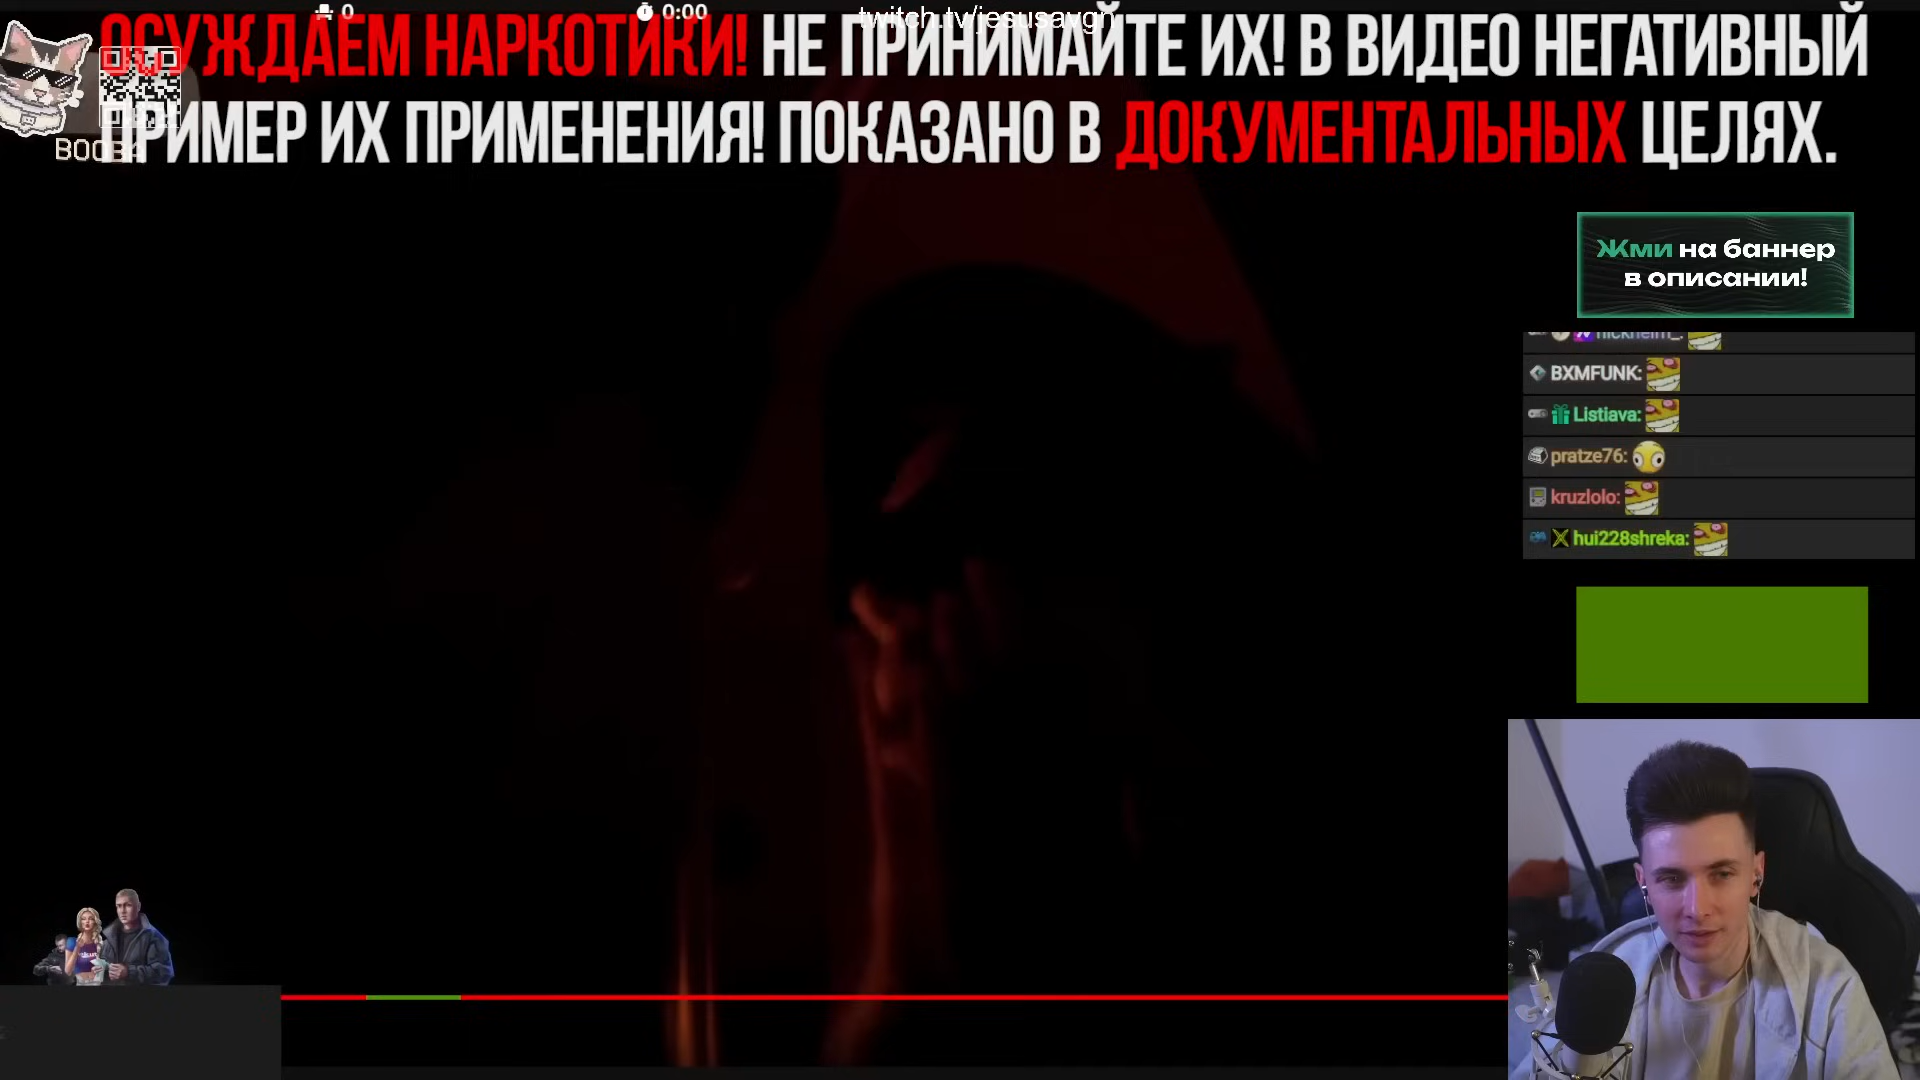 0
0:00
twitch.tv/jesusavgn
ОСУЖДАЕМ НАРКОТИКИ! НЕ ПРИНИМАЙТЕ ИХ! В ВИДЕО НЕГАТИВНЫЙ
ПРИМЕР ИХ ПРИМЕНЕНИЯ! ПОКАЗАНО В ДОКУМЕНТАЛЬНЫХ ЦЕЛЯХ.
Жми на баннер
в описании!
BXMFUNK:
Listiava:
pratze76:
kruzlolo:
hui228shreka: